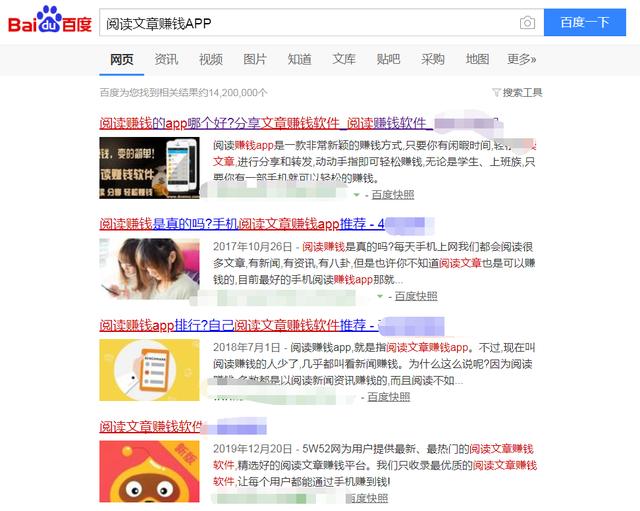 Bai du 百度
阅读文章赚钱APP
百度一下
网页 资讯 视频 图片 知道 文库 贴吧 采购 地图 更多»
百度为您找到相关结果约14,200,000个
搜索工具
阅读赚钱的app哪个好?分享文章赚钱软件_阅读赚钱软件_
阅读赚钱app是一款非常新颖的赚钱方式,只要你有闲暇时间,轻
文章,进行分享和转发,动动手指即可轻松赚钱,无论是学生、上班族,只
要你有一部手机就可以轻松的赚钱。
钱,变的简单!
读赚钱软件
- 百度快照
阅读赚钱是真的吗?手机阅读文章赚钱app推荐 - 4
2017年10月26日 - 阅读赚钱是真的吗?每天手机上网我们都会阅读很
多文章,有新闻,有资讯,有八卦,但是也许你不知道阅读文章也是可以赚
钱的,目前最好的手机阅读赚钱app那就...
- 百度快照
阅读赚钱app排行?自己阅读文章赚钱软件推荐 -
2018年7月1日 - 阅读赚钱app,就是指阅读文章赚钱app。不过,现在叫
阅读赚钱的人少了,几乎都叫看新闻赚钱。为什么这么说呢?因为阅读
赚钱,多数都是以阅读新闻资讯赚钱的,而且阅读不如...
百度快照
阅读文章赚钱软件
2019年12月20日 - 5W52网为用户提供最新、最热门的阅读文章赚钱
软件,精选好的阅读文章赚钱平台。我们只收录最优质的阅读文章赚钱
软件,让每个用户都能通过手机赚到钱!
新版
百度快照